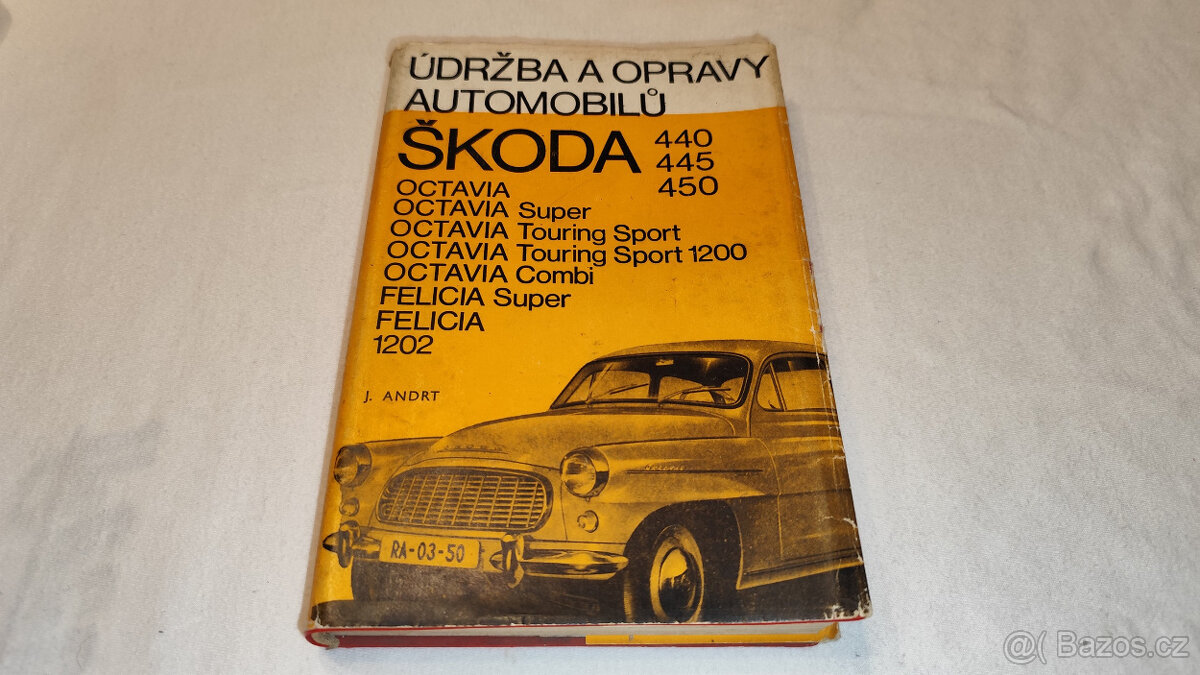 ÚDRŽBA A OPRAVY
AUTOMOBILŮ
ŠKODA 440
445
450
OCTAVIA
OCTAVIA Super
OCTAVIA Touring Sport
OCTAVIA Touring Sport 1200
OCTAVIA Combi
FELICIA Super
FELICIA
1202
J. ANDRT
RA-03-50
Bazos.cz